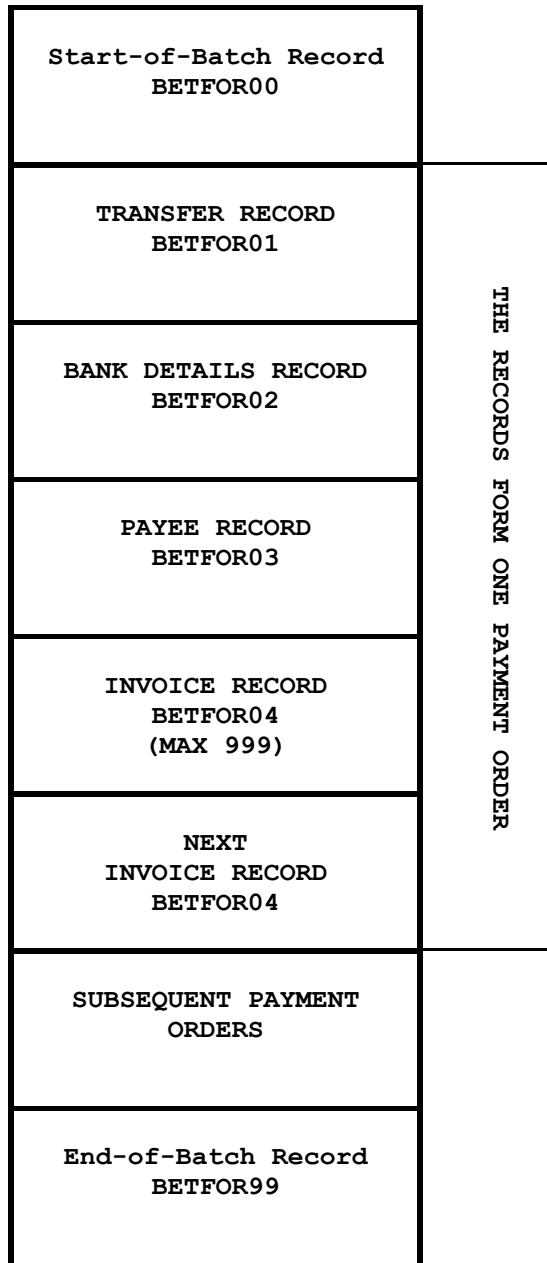 Start-of-Batch Record
BETFOR00
TRANSFER RECORD
BETFOR01
BANK DETAILS RECORD
BETFOR02
PAYEE RECORD
BETFOR03
INVOICE RECORD
BETFOR04
(MAX 999)
NEXT
INVOICE RECORD
BETFOR04
SUBSEQUENT PAYMENT
ORDERS
End-of-Batch Record
BETFOR99
THE RECORDS FORM ONE PAYMENT ORDER